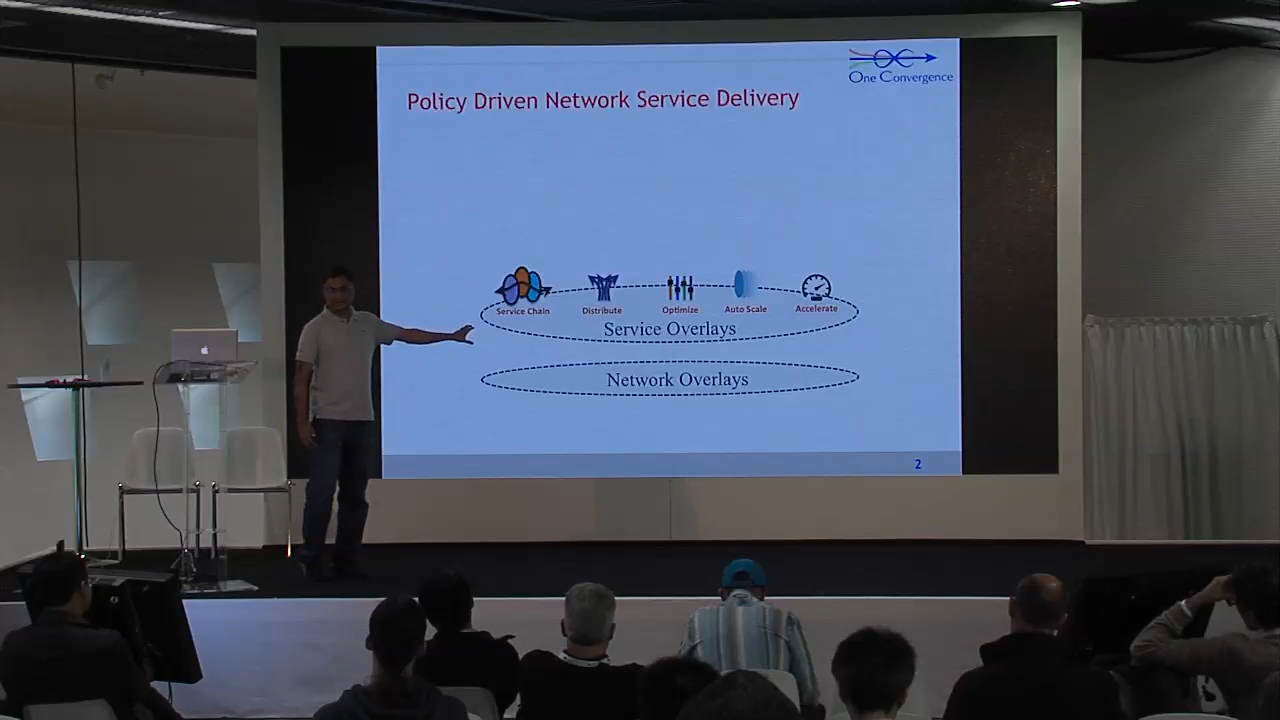 One Convergence
Policy Driven Network Service Delivery
Service Chain
Distribute
Optimize
Auto Scale
Accelerate
Service Overlays
Network Overlays
2